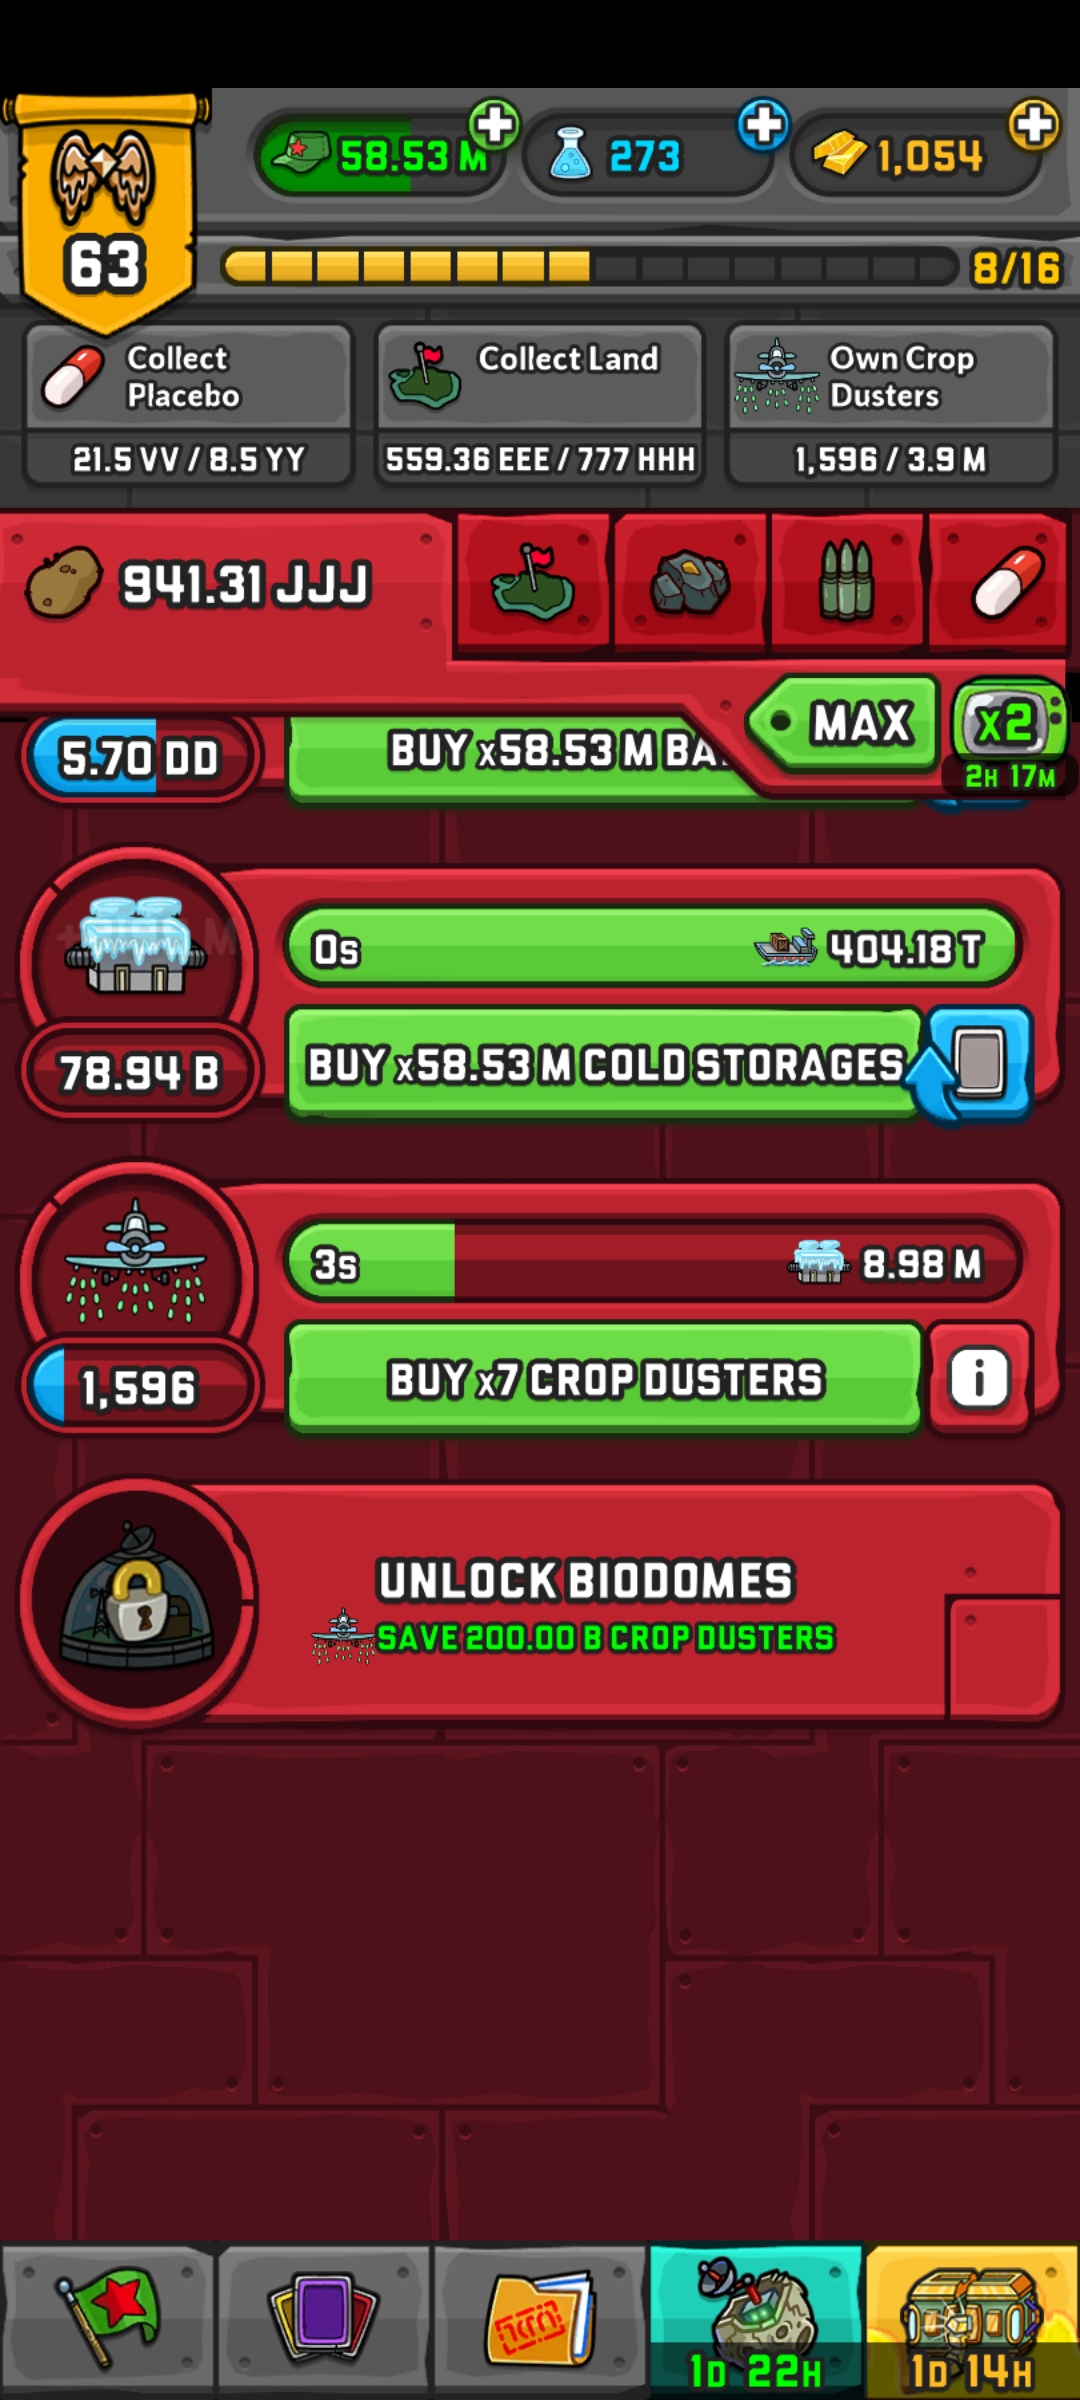 58.53 M
273
1,054
63
8/16
Collect
Placebo
21.5 VV / 8.5 YY
Collect Land
559.36 EEE / 777 HHH
Own Crop
Dusters
1,596 / 3.9 M
941.31 JJJ
MAX
x2
2H 17M
5.70 DD
BUY x58.53 M BA
0s
404.18 T
78.94 B
BUY x58.53 M COLD STORAGES
3s
8.98 M
1,596
BUY x7 CROP DUSTERS
i
UNLOCK BIODOMES
SAVE 200.00 B CROP DUSTERS
1D 22H
1D 14H